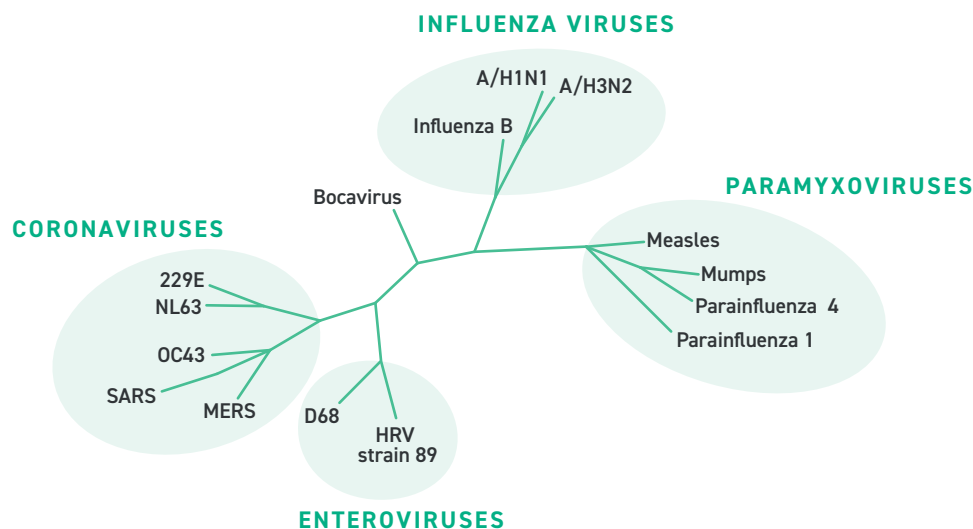 INFLUENZA VIRUSES
A/H1N1
A/H3N2
Influenza B
PARAMYXOVIRUSES
Bocavirus
CORONAVIRUSES
Measles
229E
Mumps
NL63
Parainfluenza 4
Parainfluenza 1
OC43
SARS
MERS
D68
HRV
strain 89
ENTEROVIRUSES